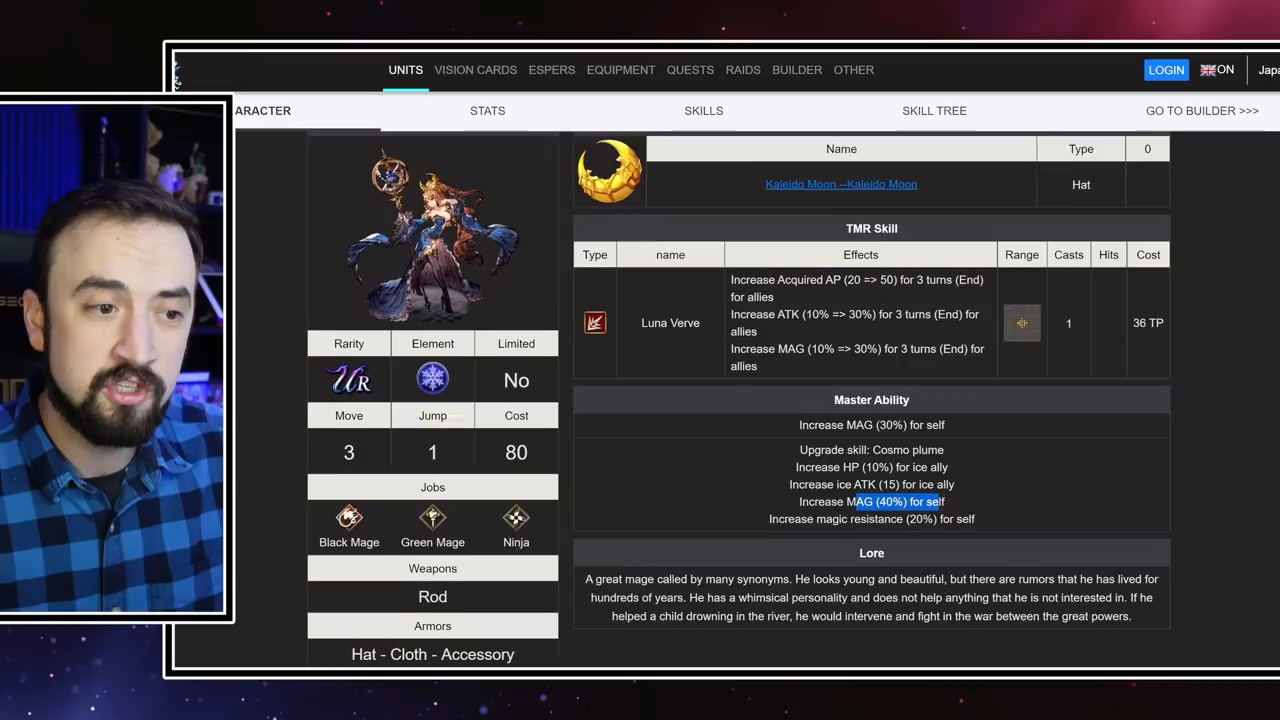 UNITS VISION CARDS ESPERS EQUIPMENT QUESTS RAIDS BUILDER OTHER LOGIN ON Japa
ARACTER STATS SKILLS SKILL TREE GO TO BUILDER >>>
Name Type 0
Kaleido Moon –Kaleido Moon Hat
TMR Skill
Type name Effects Range Casts Hits Cost
Increase Acquired AP (20 => 50) for 3 turns (End)
for allies
Increase ATK (10% => 30%) for 3 turns (End) for
allies
Increase MAG (10% => 30%) for 3 turns (End) for
allies
Luna Verve 1 36 TP
Master Ability
Increase MAG (30%) for self
Upgrade skill: Cosmo plume
Increase HP (10%) for ice ally
Increase ice ATK (15) for ice ally
Increase MAG (40%) for self
Increase magic resistance (20%) for self
Lore
A great mage called by many synonyms. He looks young and beautiful, but there are rumors that he has lived for
hundreds of years. He has a whimsical personality and does not help anything that he is not interested in. If he
helped a child drowning in the river, he would intervene and fight in the war between the great powers.
Rarity Element Limited
UR No
Move Jump Cost
3 1 80
Jobs
Black Mage Green Mage Ninja
Weapons
Rod
Armors
Hat - Cloth - Accessory